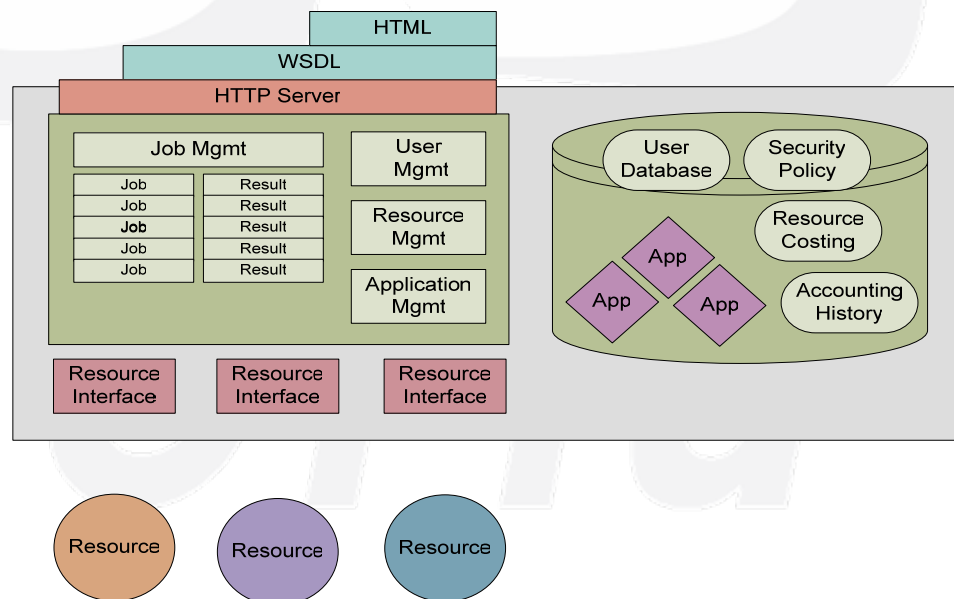 HTML
WSDL
HTTP Server
Job Mgmt
Job
Job
Job
Job
Job
Result
Result
Result
Result
Result
User
Mgmt
Resource
Mgmt
Application
Mgmt
User
Database
Security
Policy
Resource
Costing
Accounting
History
App
App
App
Resource
Interface
Resource
Interface
Resource
Interface
Resource
Resource
Resource